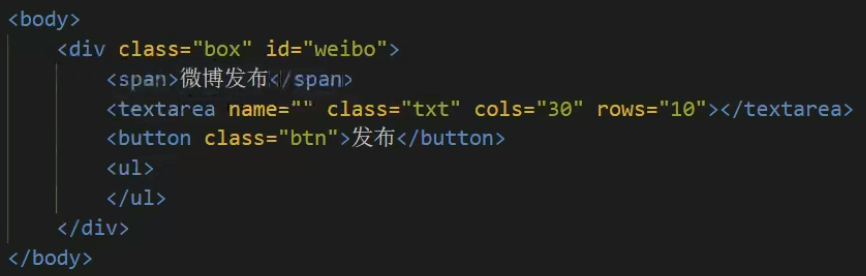 <body>
<div class="box" id="weibo">
<span>微博发布</span>
<textarea name="" class="txt" cols="30" rows="10"></textarea>
<button class="btn">发布</button>
<ul>
</ul>
</div>
</body>